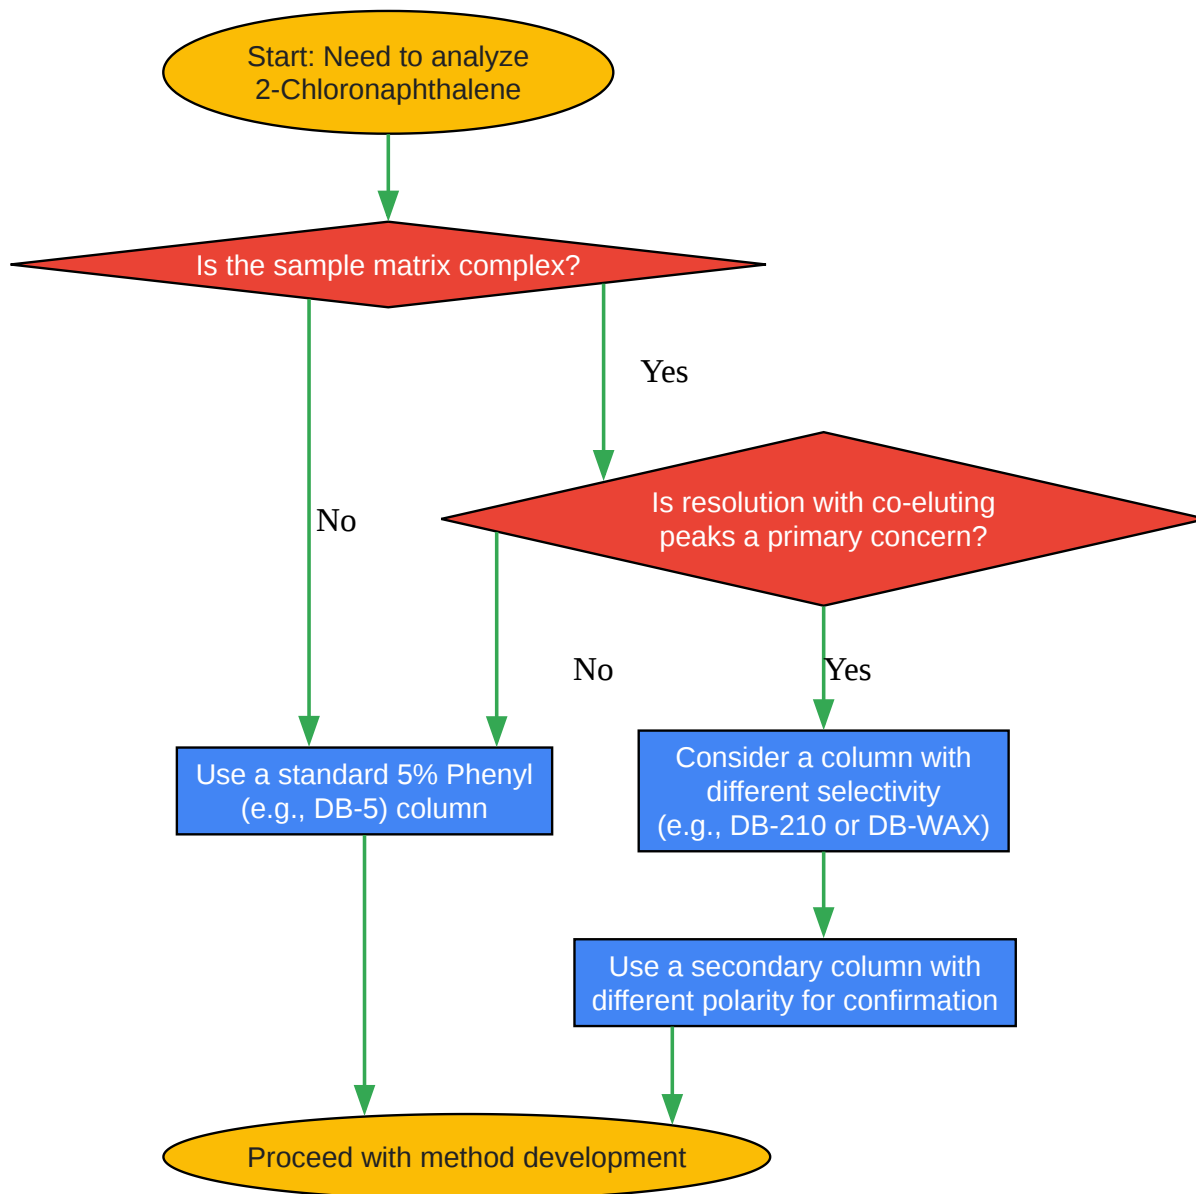 Start: Need to analyze
2-Chloronaphthalene
Is the sample matrix complex?
Yes
Is resolution with co-eluting
peaks a primary concern?
No
No
Yes
Use a standard 5% Phenyl
(e.g., DB-5) column
Consider a column with
different selectivity
(e.g., DB-210 or DB-WAX)
Use a secondary column with
different polarity for confirmation
Proceed with method development